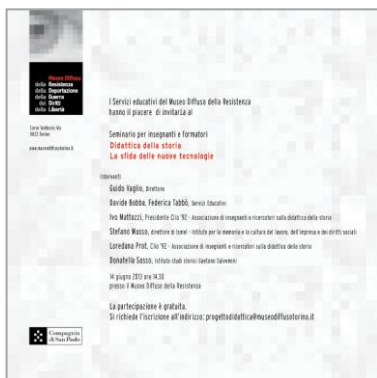 Museo Diffuso
della Resistenza
della Deportazione
della Guerra
dei Diritti
della Libertà
Corso Valdocco 4/a
10122 Torino
www.museodiffusotorino.it
I Servizi educativi del Museo Diffuso della Resistenza
hanno il piacere di invitarLa al
Seminario per insegnanti e formatori
Didattica della storia
La sfida delle nuove tecnologie
Interventi
Guido Vaglio, Direttore
Davide Bobba, Federica Tabbò, Servizi Educativi
Ivo Mattozzi, Presidente Clio '92 - Associazione di insegnanti e ricercatori sulla didattica della storia
Stefano Musso, direttore di Ismel - Istituto per la memoria e la cultura del lavoro, dell'impresa e dei diritti sociali
Loredana Prot, Clio '92 - Associazione di insegnanti e ricercatori sulla didattica della storia
Donatella Sasso, Istituto studi storici Gaetano Salvemini
14 giugno 2013 ore 14.30
presso il Museo Diffuso della Resistenza
La partecipazione è gratuita.
Si richiede l'iscrizione all'indirizzo: progettodidattica@museodiffusotorino.it
Compagnia
di San Paolo